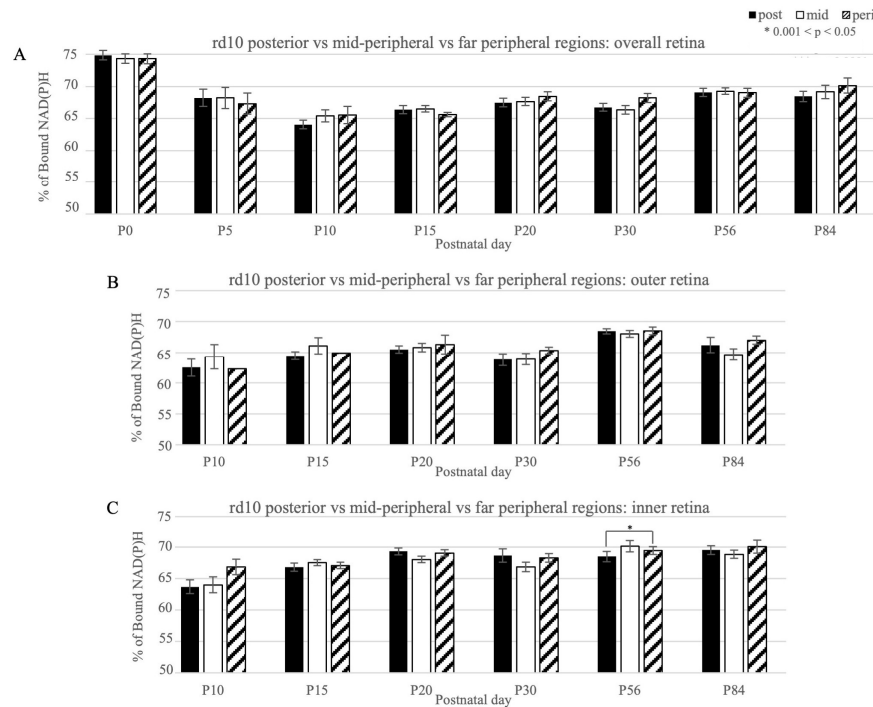 post mid peri
* 0.001 < p < 0.05
A
rd10 posterior vs mid-peripheral vs far peripheral regions: overall retina
% of Bound NAD(P)H
75
70
65
60
55
50
P0 P5 P10 P15 P20 P30 P56 P84
Postnatal day
B
rd10 posterior vs mid-peripheral vs far peripheral regions: outer retina
% of Bound NAD(P)H
75
70
65
60
55
50
P10 P15 P20 P30 P56 P84
Postnatal day
C
rd10 posterior vs mid-peripheral vs far peripheral regions: inner retina
% of Bound NAD(P)H
75
70
65
60
55
50
*
P10 P15 P20 P30 P56 P84
Postnatal day